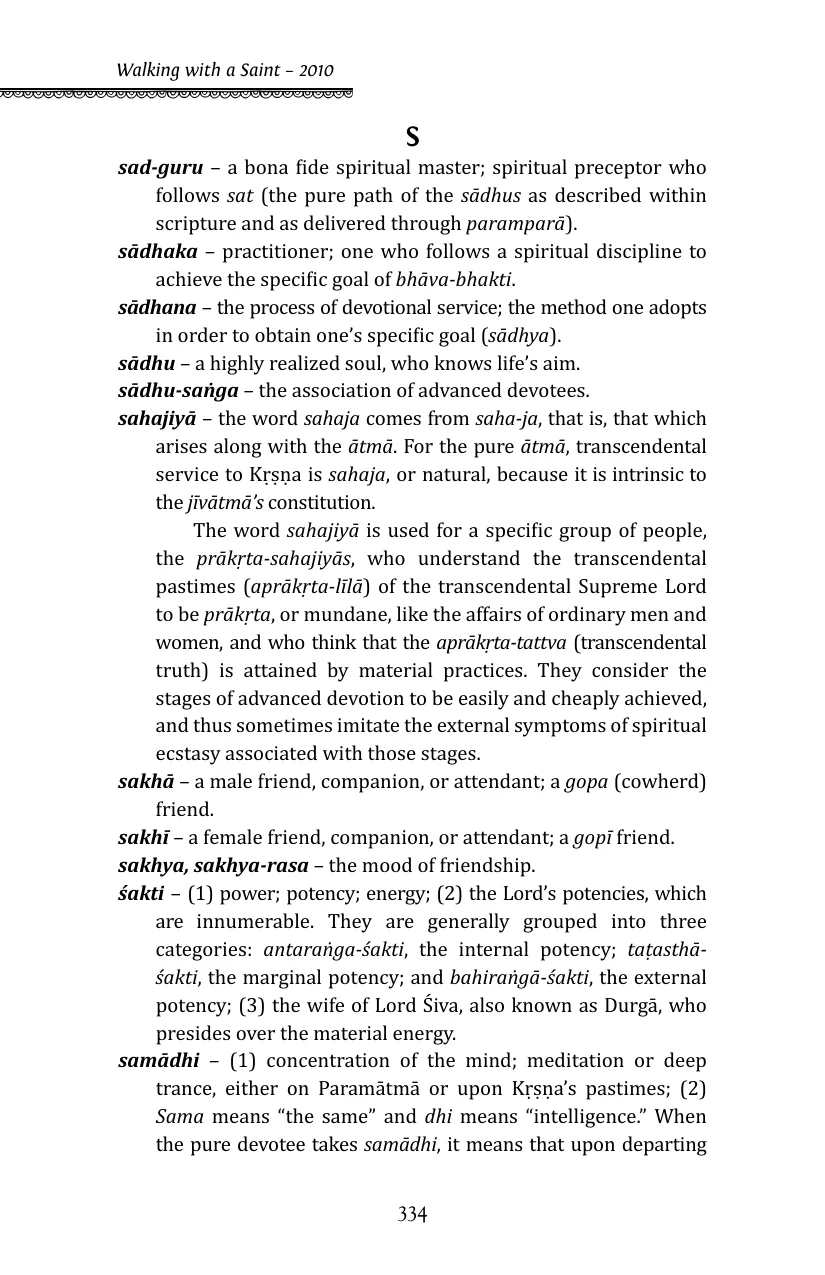 Walking with a Saint – 2010
S
sad-guru – a bona fide spiritual master; spiritual preceptor who
follows sat (the pure path of the sādhus as described within
scripture and as delivered through paramparā).
sādhaka – practitioner; one who follows a spiritual discipline to
achieve the specific goal of bhāva-bhakti.
sādhana – the process of devotional service; the method one adopts
in order to obtain one’s specific goal (sādhya).
sādhu – a highly realized soul, who knows life’s aim.
sādhu-saṅga – the association of advanced devotees.
sahajiyā – the word sahaja comes from saha-ja, that is, that which
arises along with the ātmā. For the pure ātmā, transcendental
service to Kṛṣṇa is sahaja, or natural, because it is intrinsic to
the jīvātmā’s constitution.
The word sahajiyā is used for a specific group of people,
the prākṛta-sahajiyās, who understand the transcendental
pastimes (aprākṛta-līlā) of the transcendental Supreme Lord
to be prākṛta, or mundane, like the affairs of ordinary men and
women, and who think that the aprākṛta-tattva (transcendental
truth) is attained by material practices. They consider the
stages of advanced devotion to be easily and cheaply achieved,
and thus sometimes imitate the external symptoms of spiritual
ecstasy associated with those stages.
sakhā – a male friend, companion, or attendant; a gopa (cowherd)
friend.
sakhī – a female friend, companion, or attendant; a gopī friend.
sakhya, sakhya-rasa – the mood of friendship.
śakti – (1) power; potency; energy; (2) the Lord’s potencies, which
are innumerable. They are generally grouped into three
categories: antaraṅga-śakti, the internal potency; taṭasthā-
śakti, the marginal potency; and bahiraṅgā-śakti, the external
potency; (3) the wife of Lord Śiva, also known as Durgā, who
presides over the material energy.
samādhi – (1) concentration of the mind; meditation or deep
trance, either on Paramātmā or upon Kṛṣṇa’s pastimes; (2)
Sama means “the same” and dhi means “intelligence.” When
the pure devotee takes samādhi, it means that upon departing
334